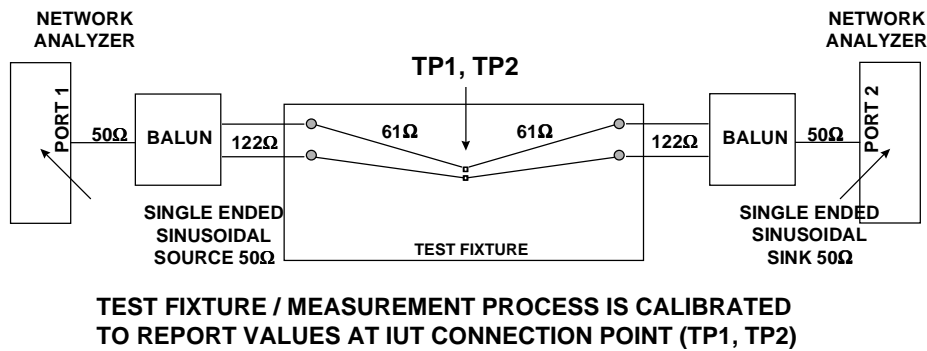 NETWORK
ANALYZER
NETWORK
ANALYZER
TP1, TP2
PORT 1
50Ω
BALUN
122Ω
61Ω
61Ω
122Ω
BALUN
50Ω
PORT 2
SINGLE ENDED
SINUSOIDAL
SOURCE 50Ω
TEST FIXTURE
SINGLE ENDED
SINUSOIDAL
SINK 50Ω
TEST FIXTURE / MEASUREMENT PROCESS IS CALIBRATED
TO REPORT VALUES AT IUT CONNECTION POINT (TP1, TP2)